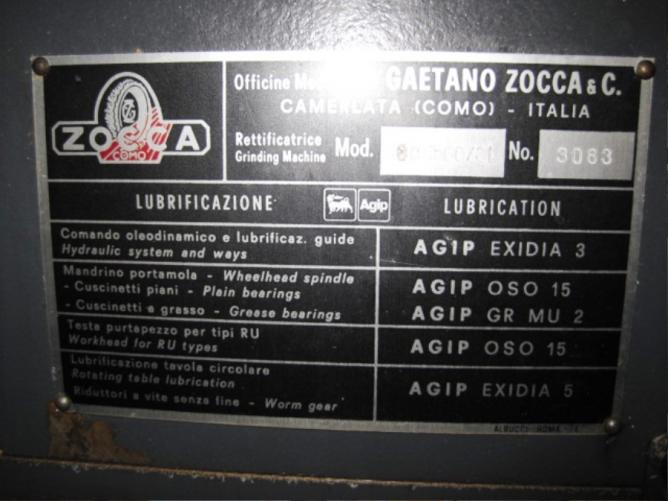 ZOCCA
COMO
Officine GAETANO ZOCCA & C.
CAMERLATA (COMO) - ITALIA
Rettificatrice
Grinding Machine Mod. No. 3083
LUBRIFICAZIONE Agip LUBRICATION
Comando oleodinamico e lubrificaz. guide
Hydraulic system and ways
AGIP EXIDIA 3
Mandrino portamola - Wheelhead spindle
- Cuscinetti piani - Plain bearings
AGIP OSO 15
- Cuscinetti a grasso - Grease bearings
AGIP GR MU 2
Testa purtapezzo per tipi RU
Workhead for RU types
AGIP OSO 15
Lubrificazione tavola circolare
Rotating table lubrication
Riduttori a vite senza fine - Worm gear
AGIP EXIDIA 5
ALBUCCI ROMA